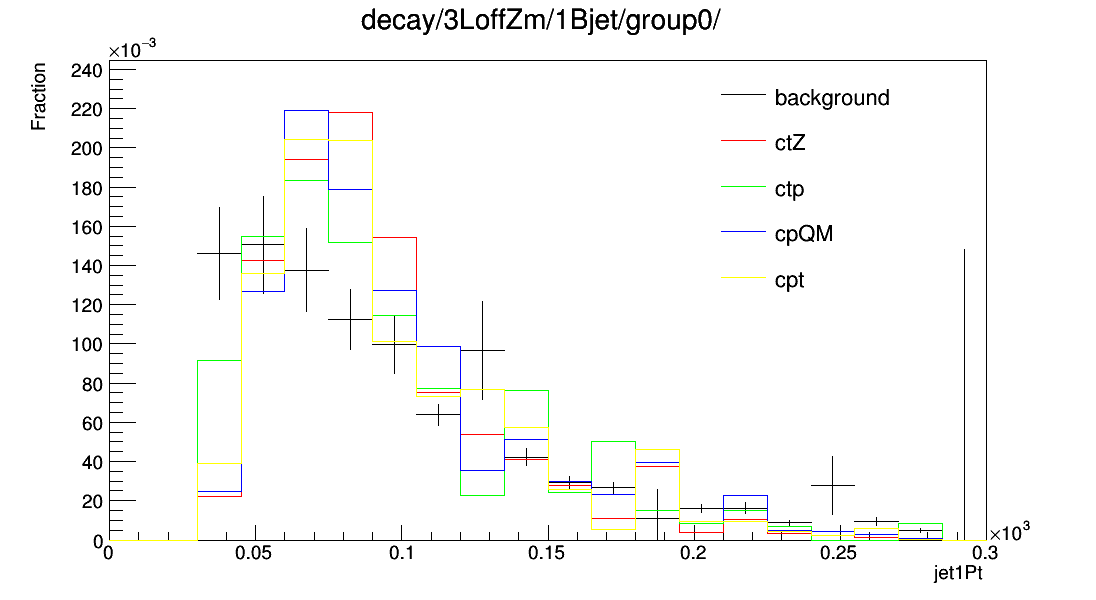 decay/3LoffZm/1Bjet/group0/
×10⁻³
Fraction
240
220
200
180
160
140
120
100
80
60
40
20
0
background
ctZ
ctp
cpQM
cpt
0 0.05 0.1 0.15 0.2 0.25 0.3
×10³
jet1Pt